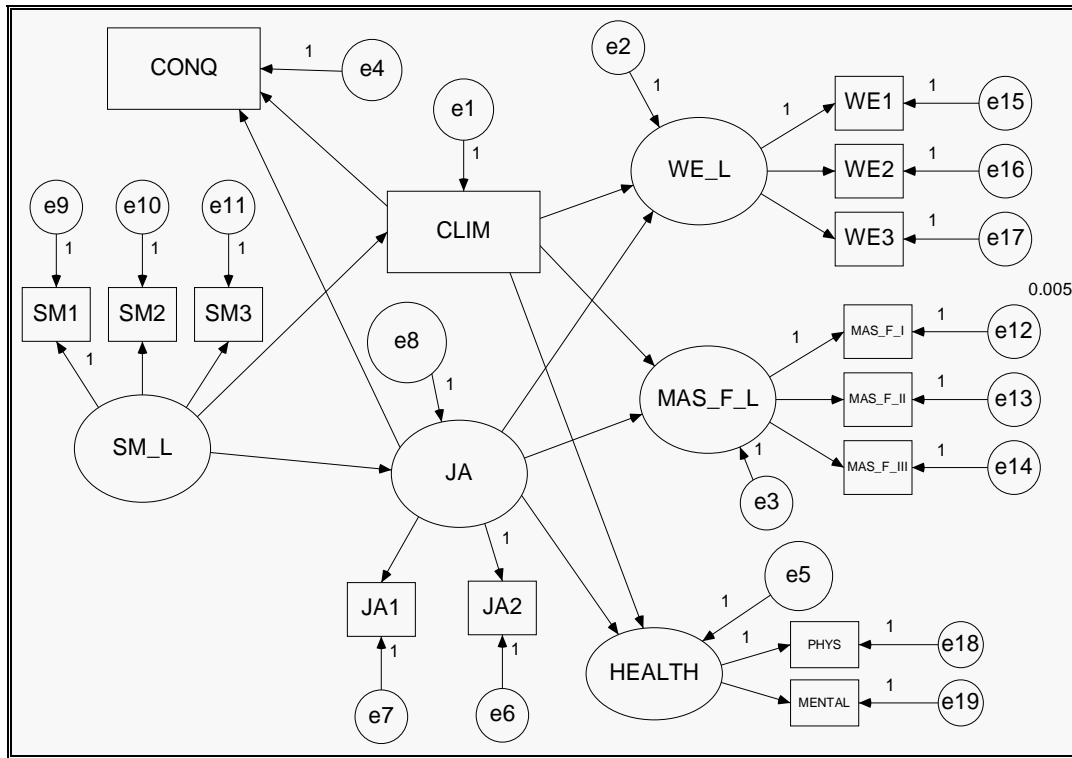 CONQ
1
e4
e1
1
e2
1
WE_L
1
WE1
1
e15
WE2
1
e16
WE3
1
e17
0.005
CLIM
e9
1
e10
1
e11
1
SM1
SM2
SM3
1
SM_L
e8
1
JA
MAS_F_L
1
MAS_F_I
1
e12
MAS_F_II
1
e13
MAS_F_III
1
e14
1
e3
JA1
1
JA2
1
1
e7
e6
e5
1
HEALTH
1
PHYS
1
e18
MENTAL
1
e19